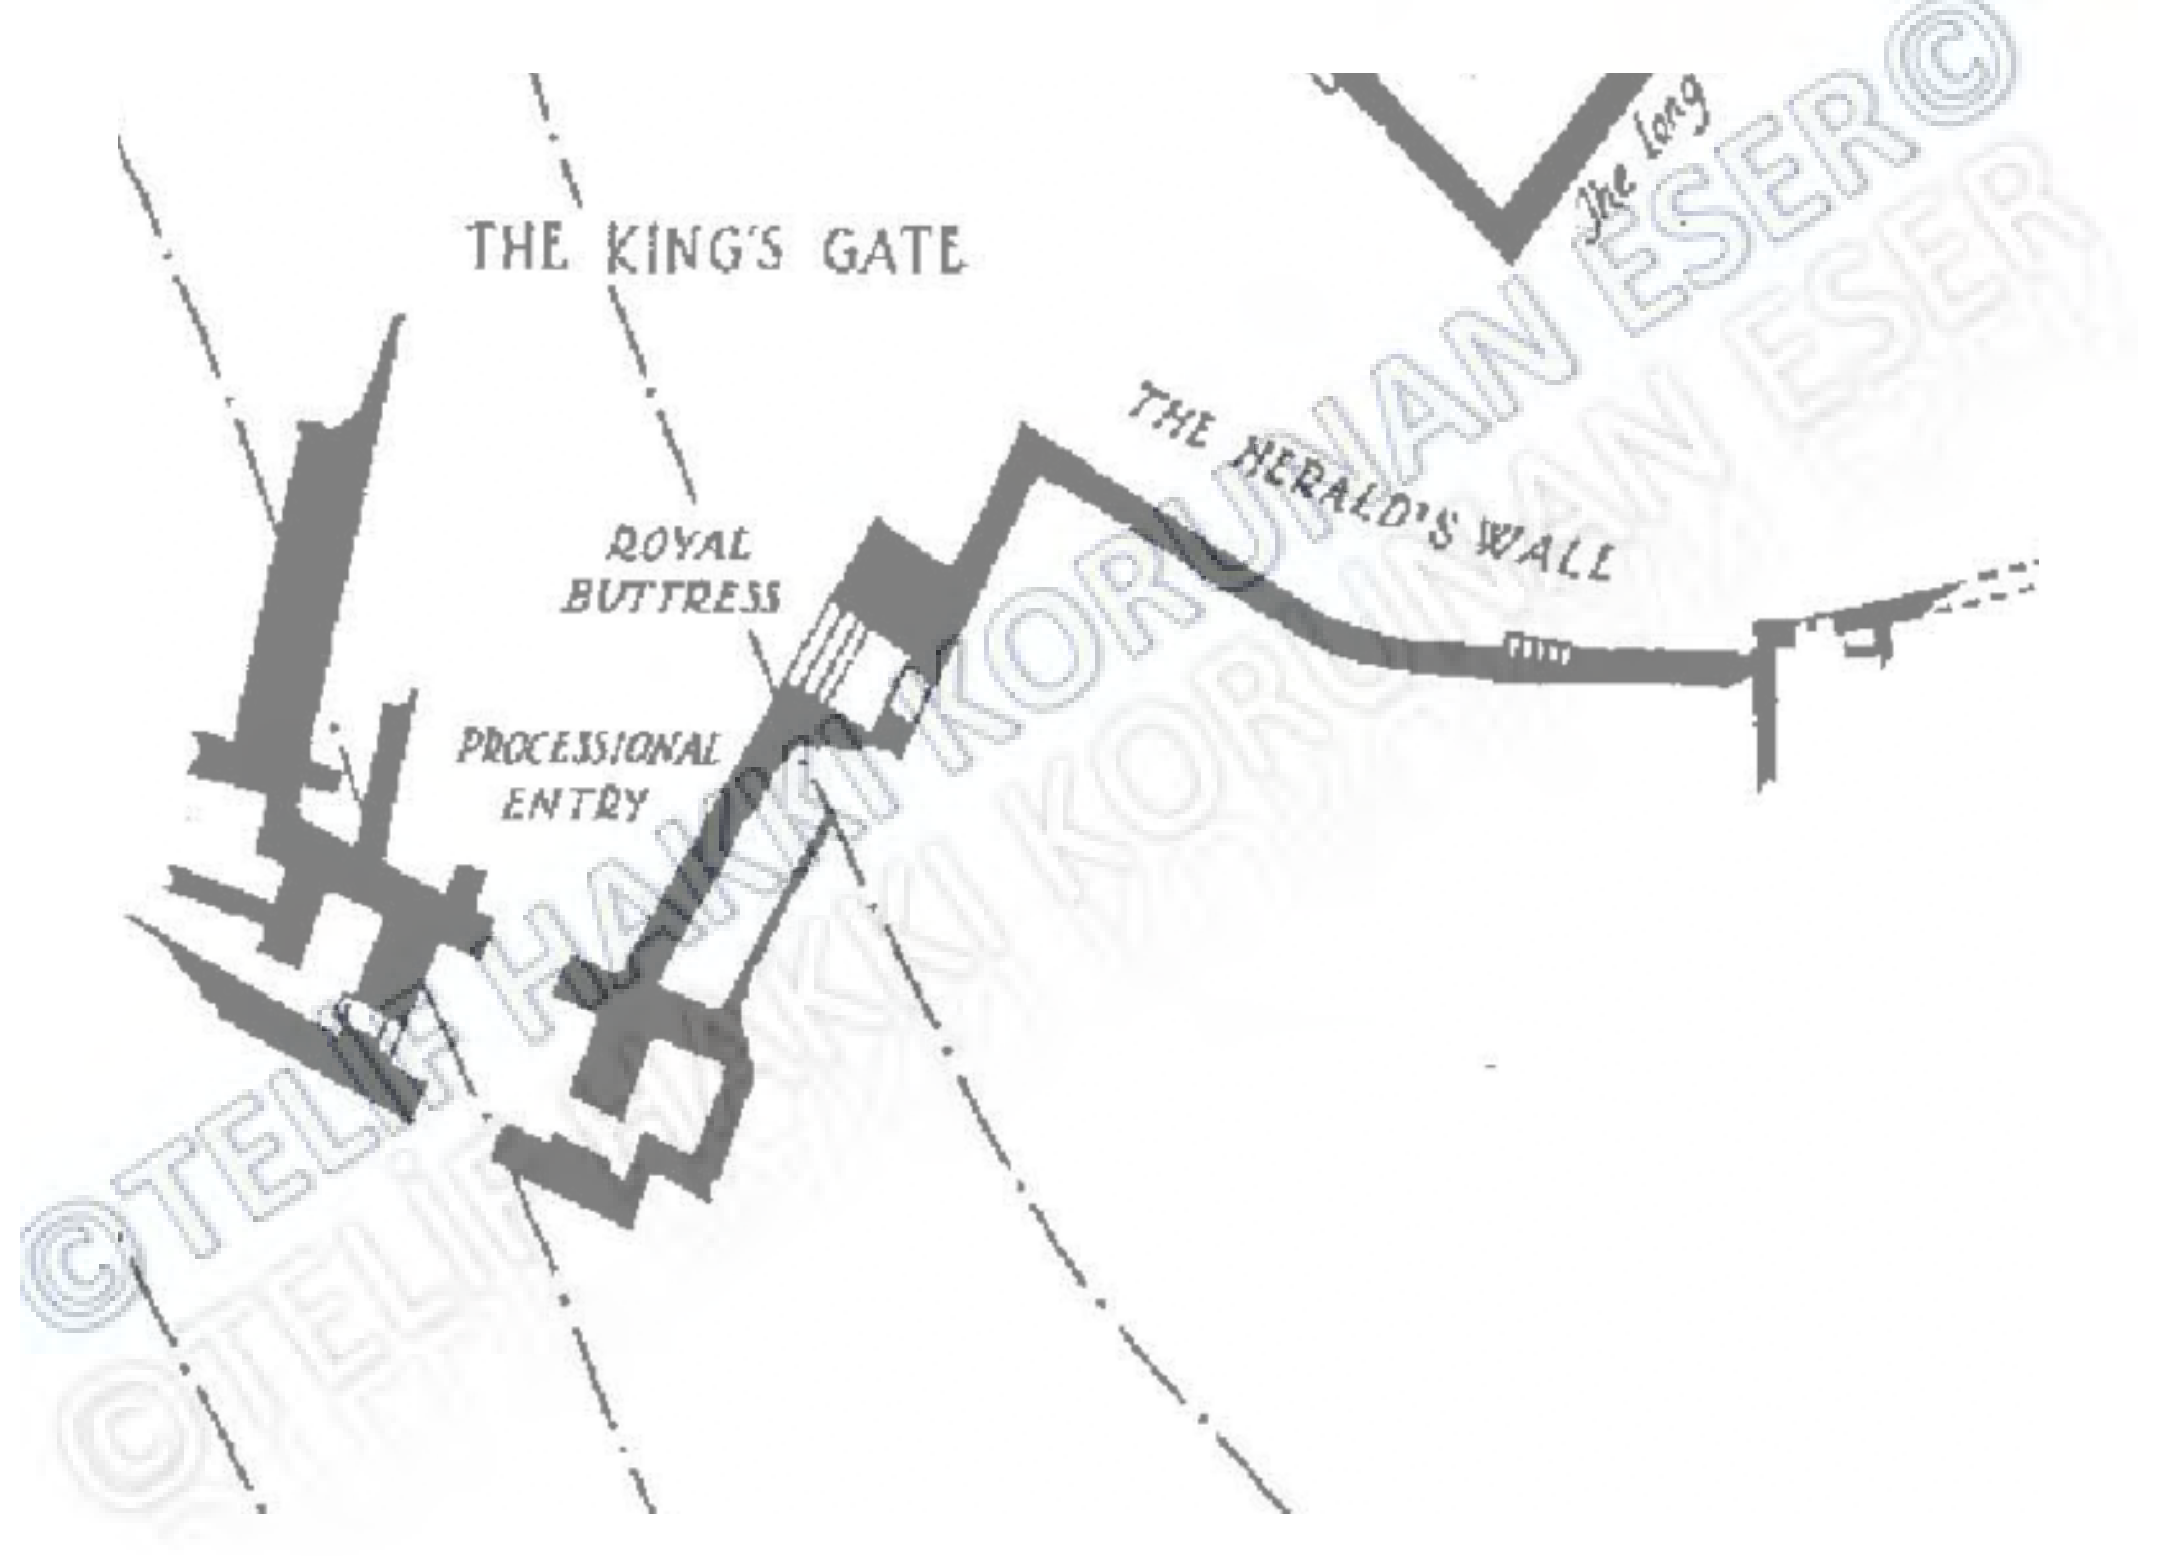 The Long
THE KING'S GATE
THE HERALD'S WALL
ROYAL
BUTTRESS
PROCESSIONAL
ENTRY
©TELİF HAKKI KORUNAN ESER©
©TELİF HAKKI KORUNAN ESER